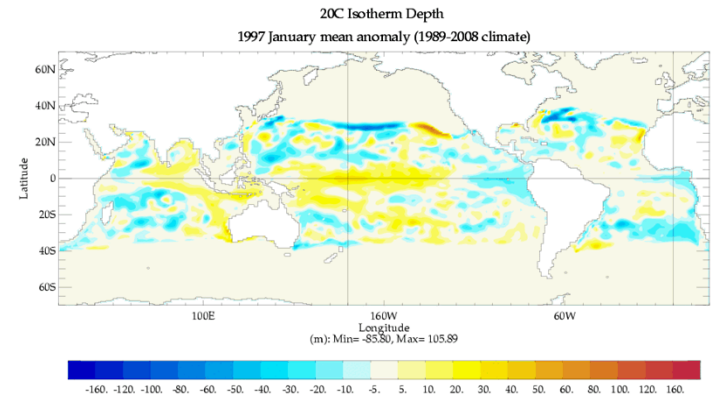 20C Isotherm Depth
1997 January mean anomaly (1989-2008 climate)
60N
40N
20N
0
20S
40S
60S
Latitude
100E 160W 60W
Longitude
(m): Min= -85.80, Max= 105.89
-160. -120. -100. -80. -60. -50. -40. -30. -20. -10. -5. 5. 10. 20. 30. 40. 50. 60. 80. 100. 120. 160.